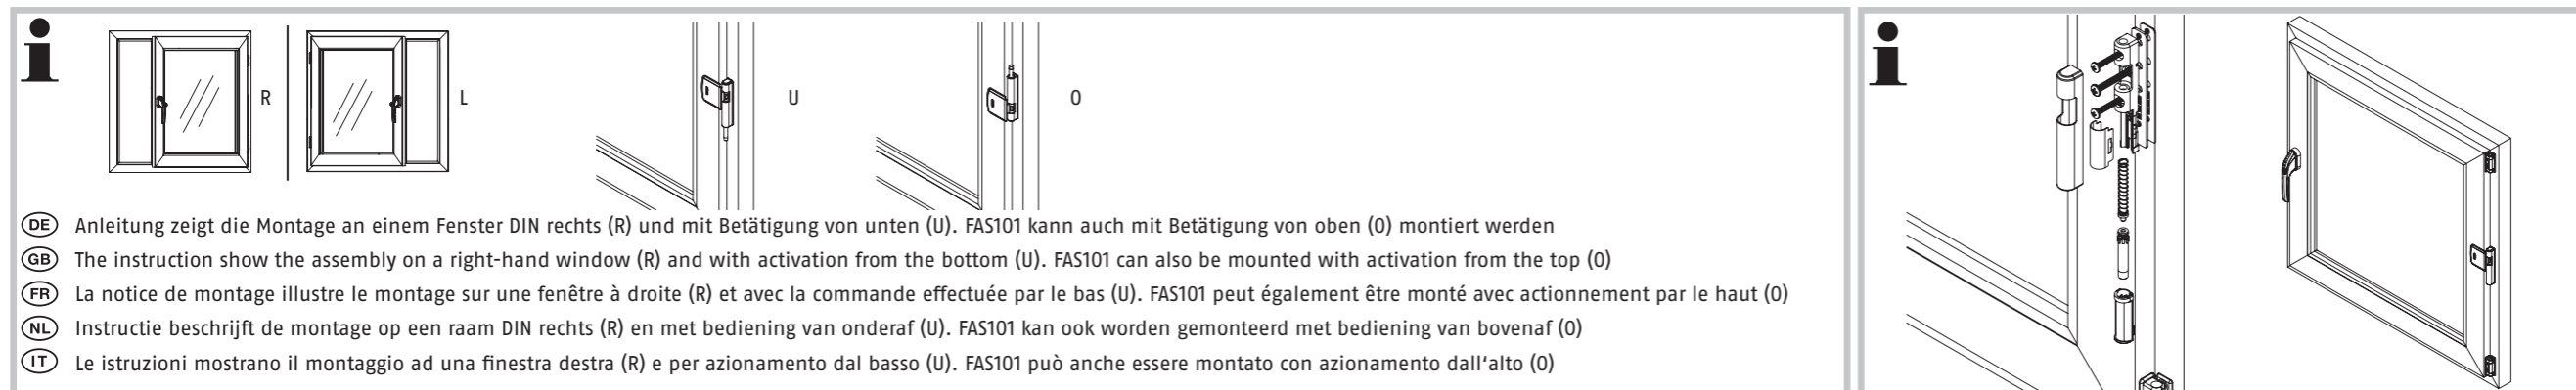 R
L
U
O
DE Anleitung zeigt die Montage an einem Fenster DIN rechts (R) und mit Betätigung von unten (U). FAS101 kann auch mit Betätigung von oben (O) montiert werden
GB The instruction show the assembly on a right-hand window (R) and with activation from the bottom (U). FAS101 can also be mounted with activation from the top (O)
FR La notice de montage illustre le montage sur une fenêtre à droite (R) et avec la commande effectuée par le bas (U). FAS101 peut également être monté avec actionnement par le haut (O)
NL Instructie beschrijft de montage op een raam DIN rechts (R) en met bediening van onderaf (U). FAS101 kan ook worden gemonteerd met bediening van bovenaf (O)
IT Le istruzioni mostrano il montaggio ad una finestra destra (R) e per azionamento dal basso (U). FAS101 può anche essere montato con azionamento dall'alto (O)